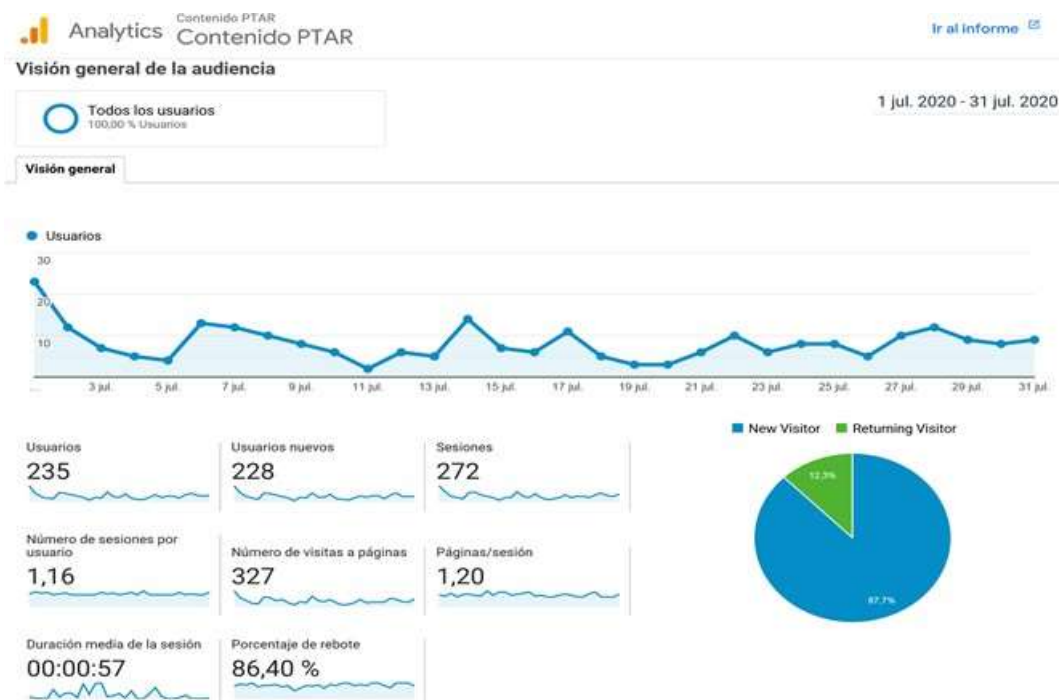 Analytics
Contenido PTAR
Contenido PTAR
Ir al informe
Visión general de la audiencia
Todos los usuarios
100,00 % Usuarios
1 jul. 2020 - 31 jul. 2020
Visión general
Usuarios
30
20
10
... 3 jul. 5 jul. 7 jul. 9 jul. 11 jul. 13 jul. 15 jul. 17 jul. 19 jul. 21 jul. 23 jul. 25 jul. 27 jul. 29 jul. 31 jul.
New Visitor Returning Visitor
Usuarios
235
Usuarios nuevos
228
Sesiones
272
12,3%
87,7%
Número de sesiones por
usuario
1,16
Número de visitas a páginas
327
Páginas/sesión
1,20
Duración media de la sesión
00:00:57
Porcentaje de rebote
86,40 %